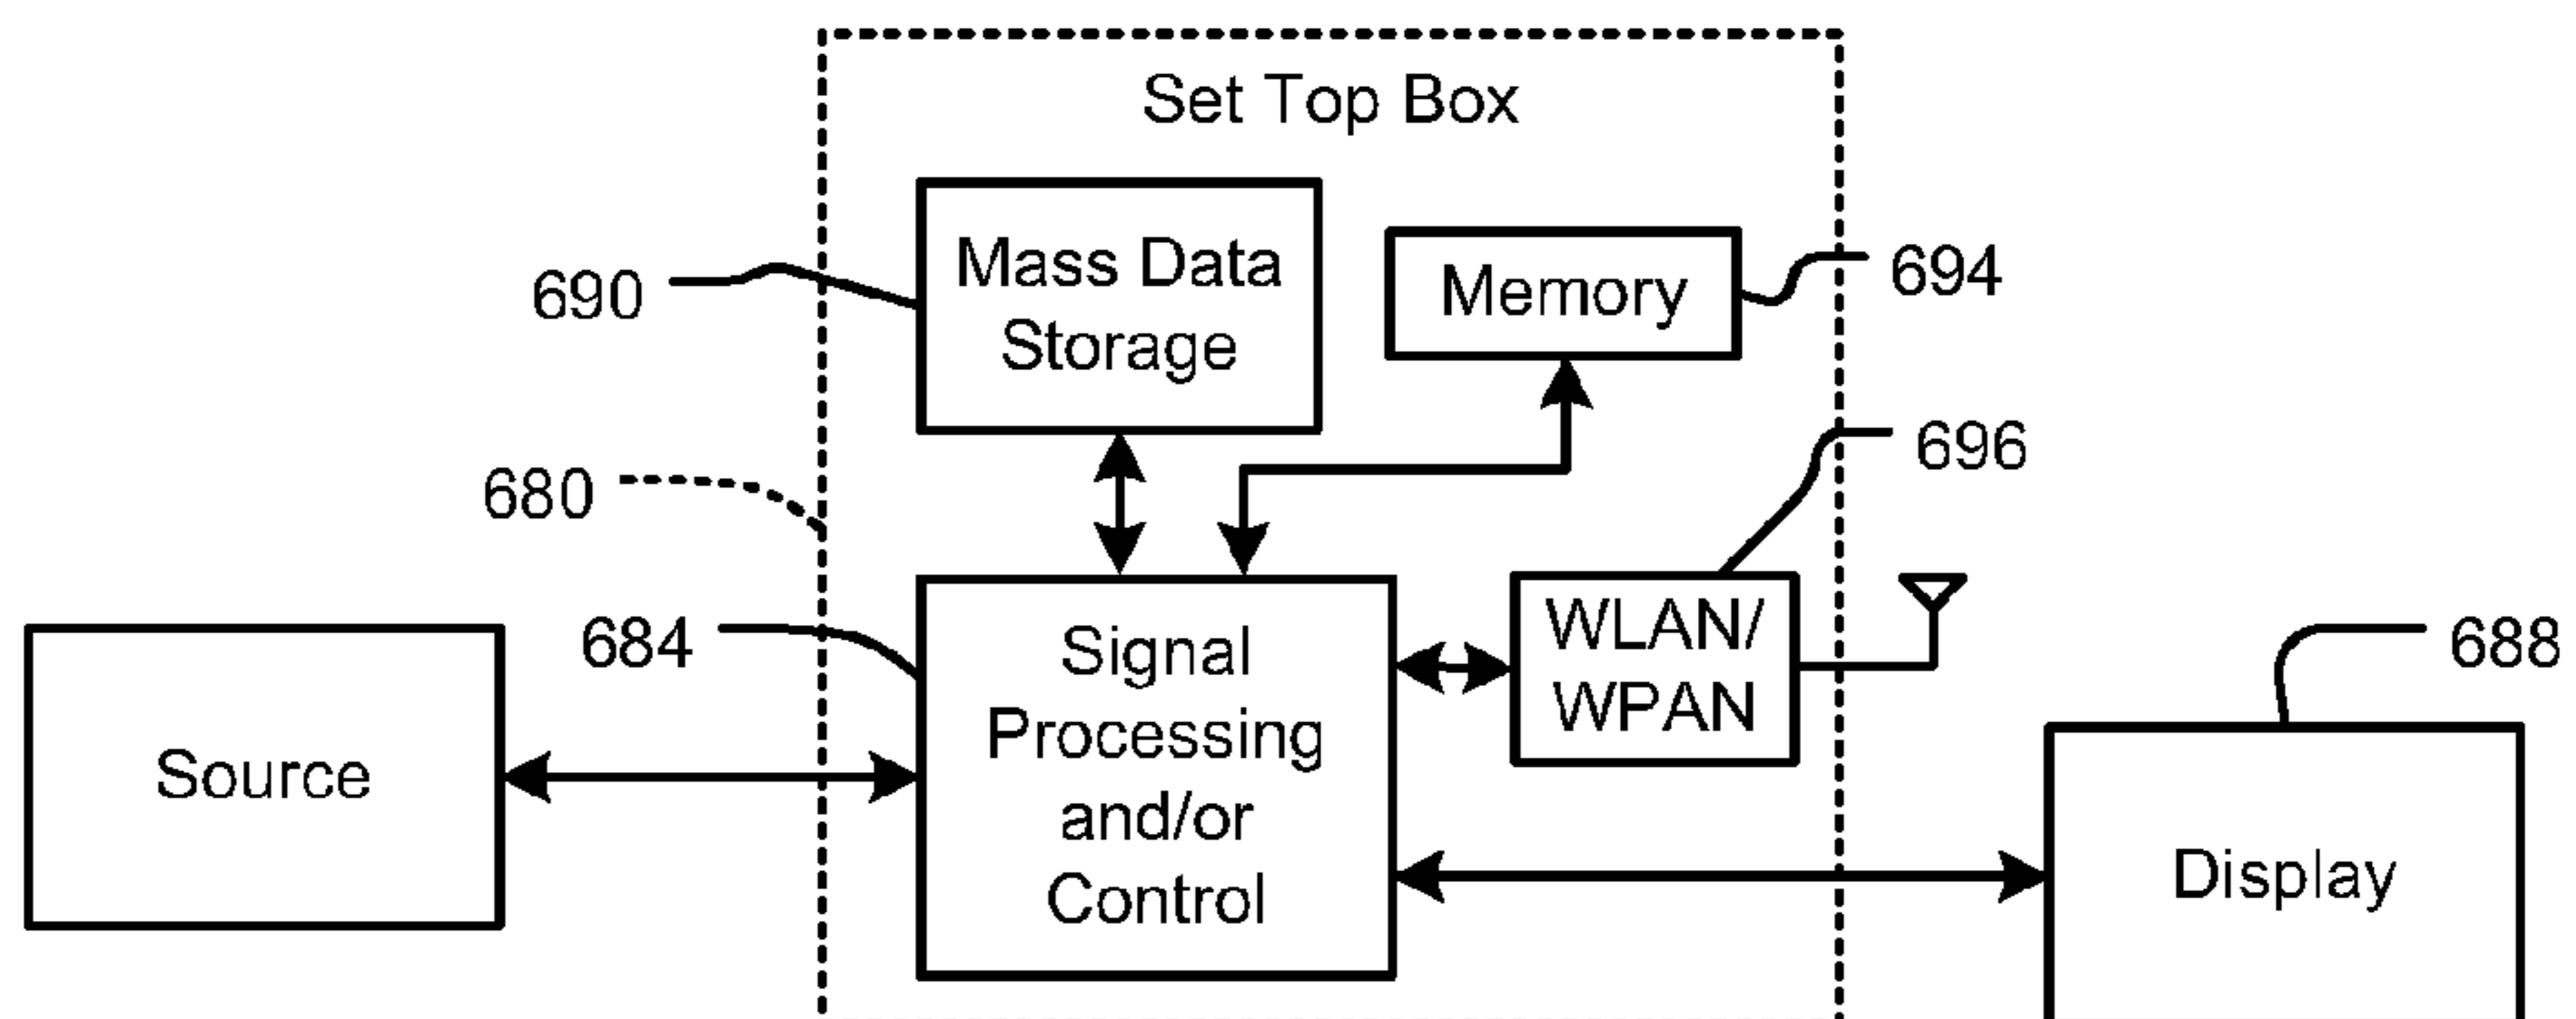 Set Top Box
Mass Data
Storage
690
Memory
694
696
680
684
Signal
Processing
and/or
Control
WLAN/
WPAN
688
Source
Display